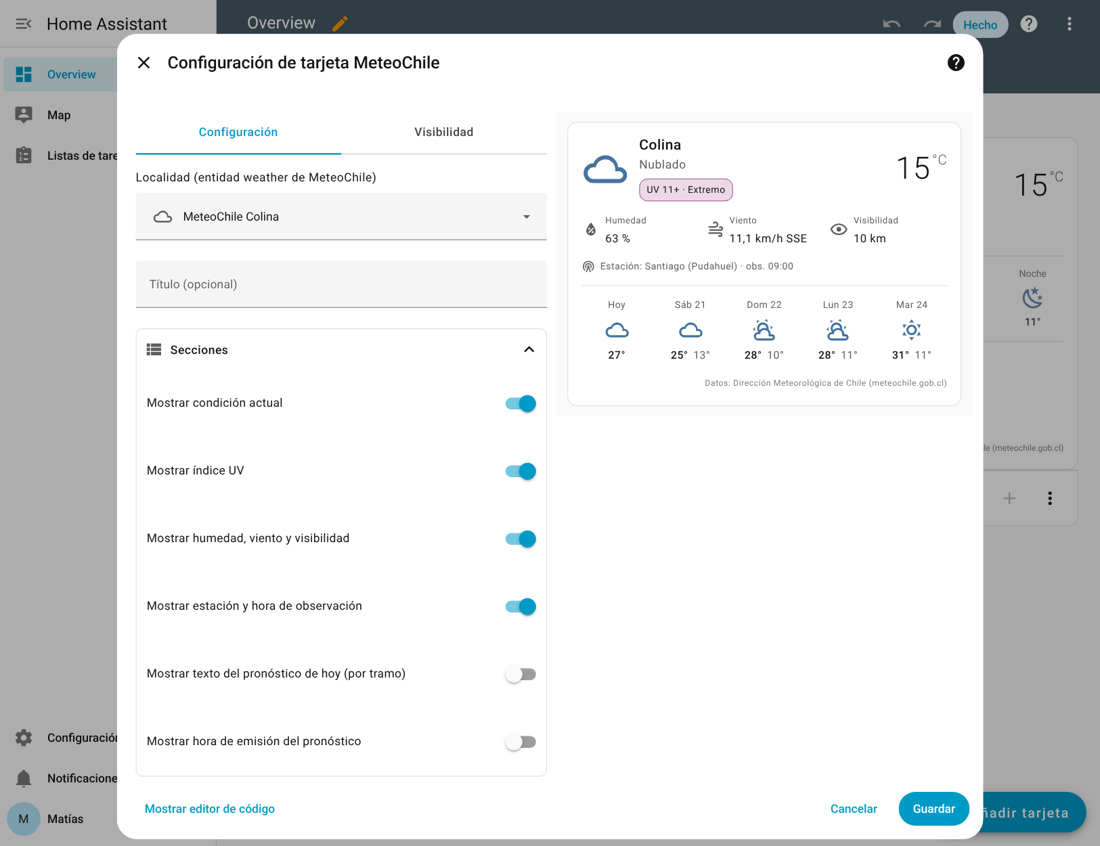 Home Assistant
Overview
Hecho
Overview
Map
Listas de tare
Configuración
Notificacione
M
Matías
Configuración de tarjeta MeteoChile
Configuración
Visibilidad
Localidad (entidad weather de MeteoChile)
MeteoChile Colina
Título (opcional)
Secciones
Mostrar condición actual
Mostrar índice UV
Mostrar humedad, viento y visibilidad
Mostrar estación y hora de observación
Mostrar texto del pronóstico de hoy (por tramo)
Mostrar hora de emisión del pronóstico
Mostrar editor de código
Cancelar
Guardar
Colina
Nublado
UV 11+ · Extremo
15 °C
Humedad
63 %
Viento
11,1 km/h SSE
Visibilidad
10 km
Estación: Santiago (Pudahuel) · obs. 09:00
Hoy Sáb 21 Dom 22 Lun 23 Mar 24
27° 25° 13° 28° 10° 28° 11° 31° 11°
Datos: Dirección Meteorológica de Chile (meteochile.gob.cl)
15 °C
Noche
11°
le (meteochile.gob.cl)
ñadir tarjeta